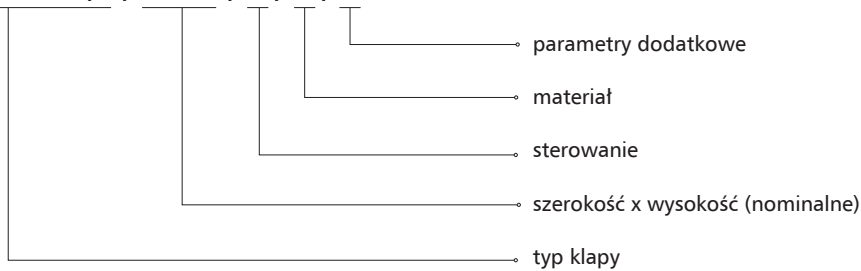 parametry dodatkowe
materiał
sterowanie
szerokość x wysokość (nominalne)
typ klapy